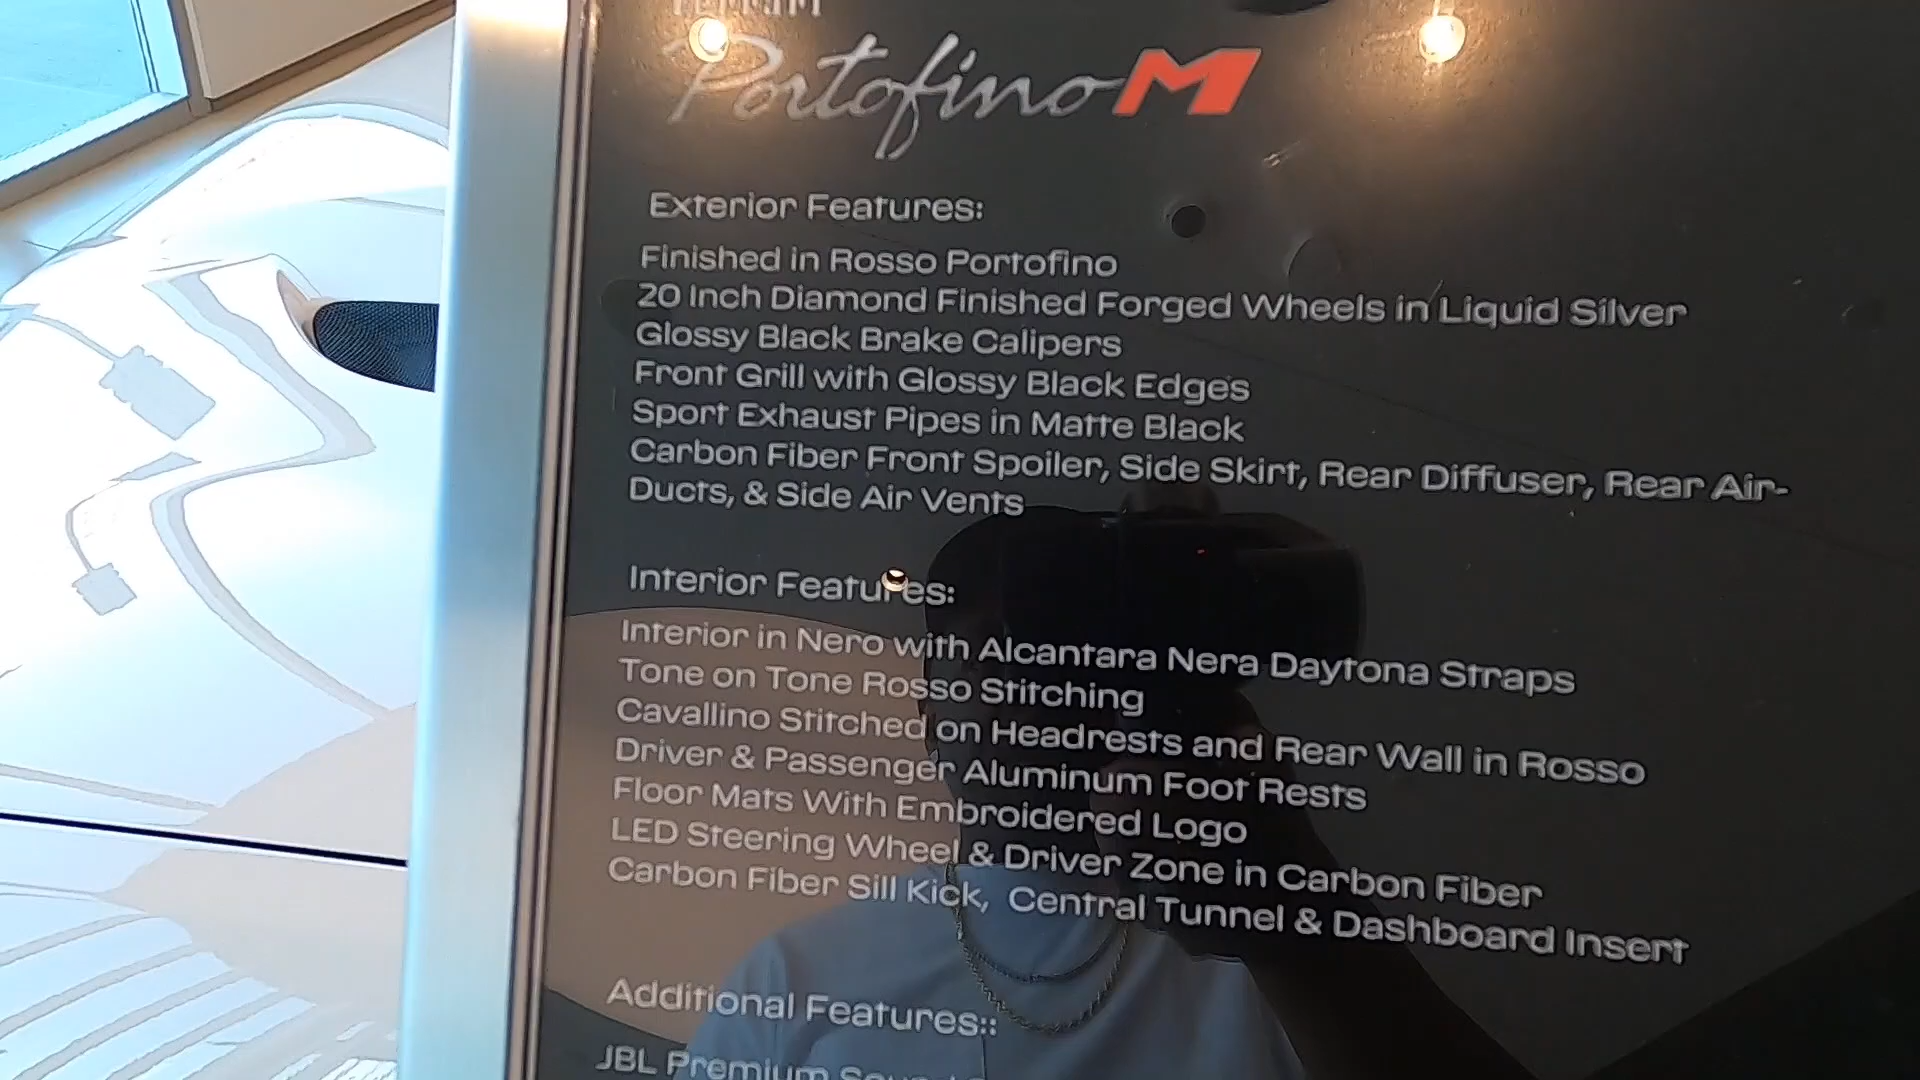 Portofino M
Exterior Features:
Finished in Rosso Portofino
20 Inch Diamond Finished Forged Wheels in Liquid Silver
Glossy Black Brake Calipers
Front Grill with Glossy Black Edges
Sport Exhaust Pipes in Matte Black
Carbon Fiber Front Spoiler, Side Skirt, Rear Diffuser, Rear Air-
Ducts, & Side Air Vents
Interior Features:
Interior in Nero with Alcantara Nera Daytona Straps
Tone on Tone Rosso Stitching
Cavallino Stitched on Headrests and Rear Wall in Rosso
Driver & Passenger Aluminum Foot Rests
Floor Mats With Embroidered Logo
LED Steering Wheel & Driver Zone in Carbon Fiber
Carbon Fiber Sill Kick, Central Tunnel & Dashboard Insert
Additional Features::
JBL Premium